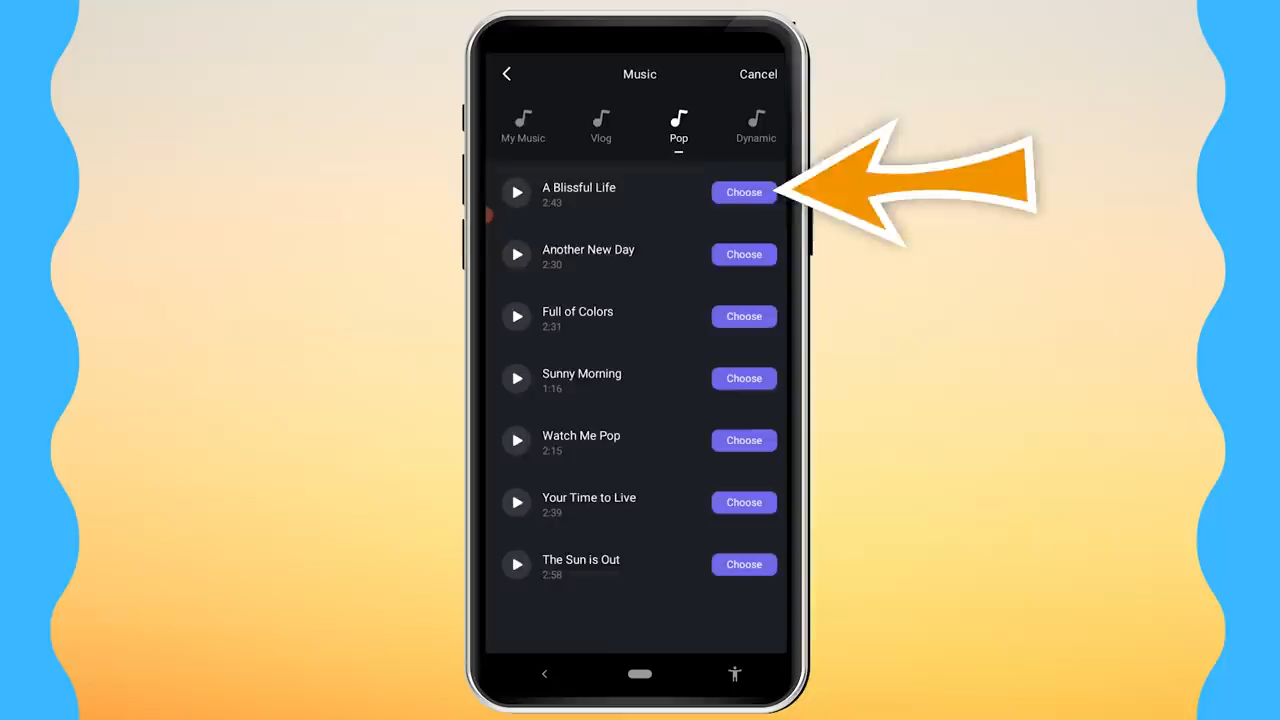 Music
Cancel
My Music
Vlog
Pop
Dynamic
A Blissful Life
2:43
Choose
Another New Day
2:30
Choose
Full of Colors
2:31
Choose
Sunny Morning
1:16
Choose
Watch Me Pop
2:15
Choose
Your Time to Live
2:39
Choose
The Sun is Out
2:58
Choose